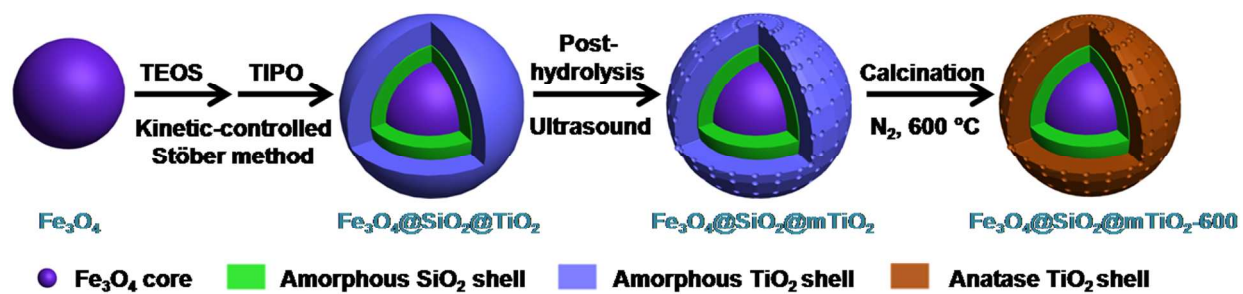 TEOS
TIPO
Kinetic-controlled
Stöber method
Post-
hydrolysis
Ultrasound
Calcination
N₂, 600 °C
Fe₃O₄
Fe₃O₄@SiO₂@TiO₂
Fe₃O₄@SiO₂@mTiO₂
Fe₃O₄@SiO₂@mTiO₂-600
Fe₃O₄ core
Amorphous SiO₂ shell
Amorphous TiO₂ shell
Anatase TiO₂ shell